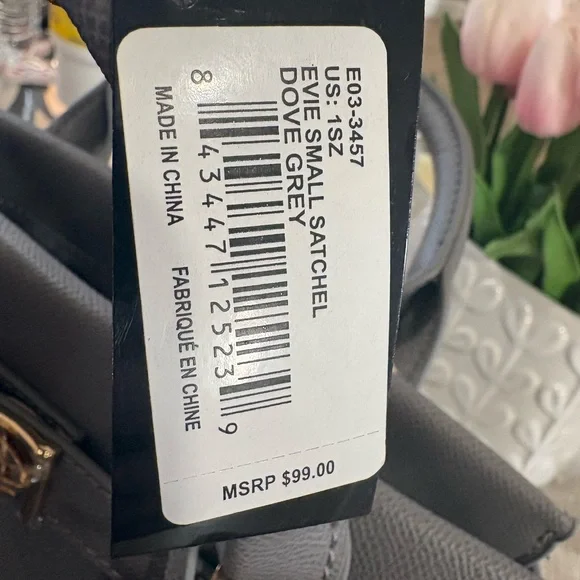 E03-3457
US: 1SZ
EVIE SMALL SATCHEL
DOVE GREY
8 43447 12523 9
MADE IN CHINA FABRIQUÉ EN CHINE
MSRP $99.00